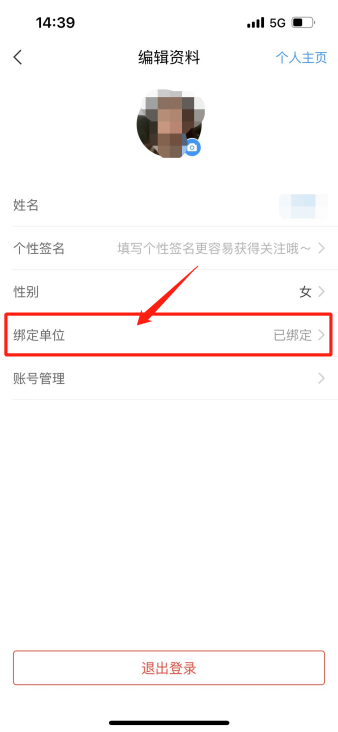 14:39
5G
编辑资料
个人主页
姓名
个性签名 填写个性签名更容易获得关注哦~
性别 女
绑定单位 已绑定
账号管理
退出登录